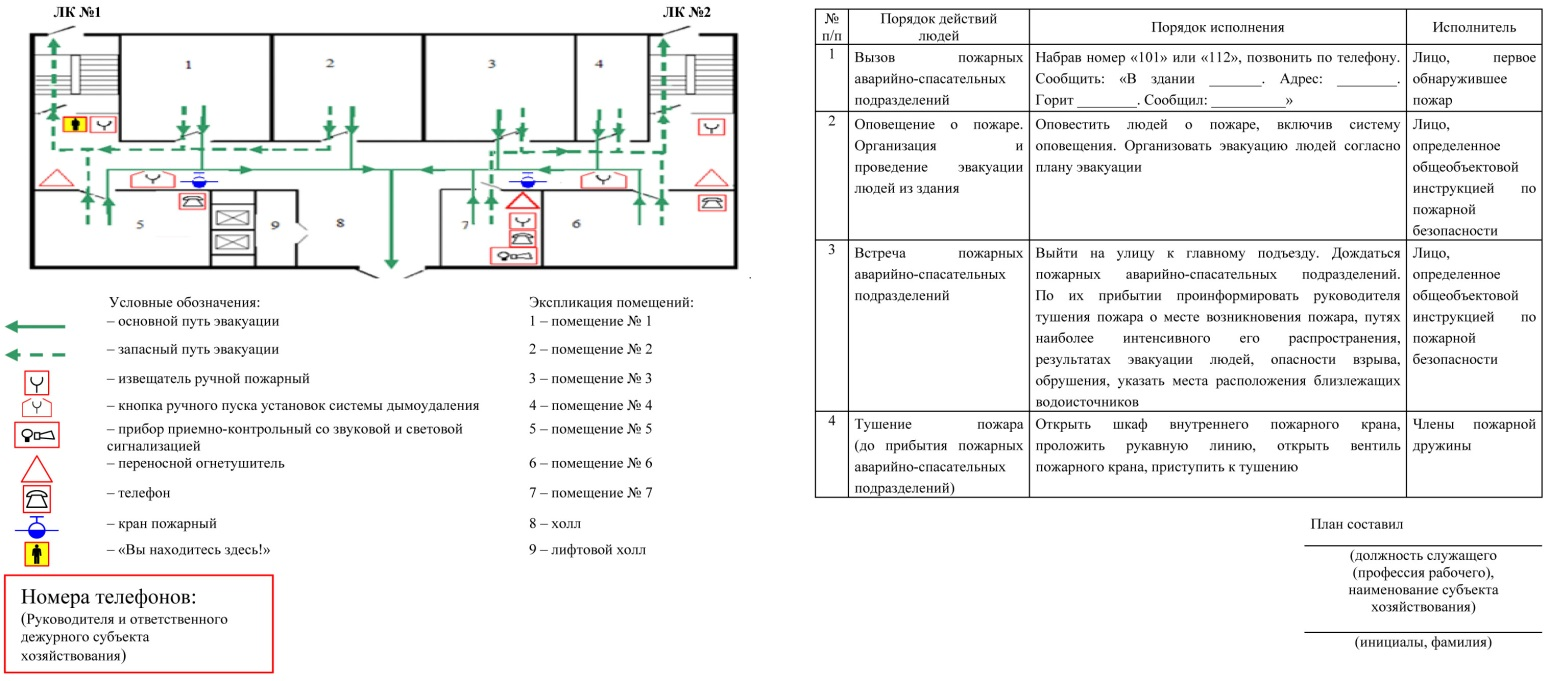 ЛК №1
ЛК №2
1
2
3
4
5
9
8
7
6
Условные обозначения:
– основной путь эвакуации
– запасный путь эвакуации
– извещатель ручной пожарный
– кнопка ручного пуска установок системы дымоудаления
– прибор приемно-контрольный со звуковой и световой
сигнализацией
– переносной огнетушитель
– телефон
– кран пожарный
– «Вы находитесь здесь!»
Экспликация помещений:
1 – помещение № 1
2 – помещение № 2
3 – помещение № 3
4 – помещение № 4
5 – помещение № 5
6 – помещение № 6
7 – помещение № 7
8 – холл
9 – лифтовой холл
Номера телефонов:
(Руководителя и ответственного
дежурного субъекта
хозяйствования)
№
п/п
Порядок действий
людей
Порядок исполнения
Исполнитель
1
Вызов пожарных
аварийно-спасательных
подразделений
Набрав номер «101» или «112», позвонить по телефону.
Сообщить: «В здании _______. Адрес: ________.
Горит ________. Сообщил: __________»
Лицо, первое
обнаружившее
пожар
2
Оповещение о пожаре.
Организация и
проведение эвакуации
людей из здания
Оповестить людей о пожаре, включив систему
оповещения. Организовать эвакуацию людей согласно
плану эвакуации
Лицо,
определенное
общеобъектовой
инструкцией по
пожарной
безопасности
3
Встреча пожарных
аварийно-спасательных
подразделений
Выйти на улицу к главному подъезду. Дождаться
пожарных аварийно-спасательных подразделений.
По их прибытии проинформировать руководителя
тушения пожара о месте возникновения пожара, путях
наиболее интенсивного его распространения,
результатах эвакуации людей, опасности взрыва,
обрушения, указать места расположения близлежащих
водоисточников
Лицо,
определенное
общеобъектовой
инструкцией по
пожарной
безопасности
4
Тушение пожара
(до прибытия пожарных
аварийно-спасательных
подразделений)
Открыть шкаф внутреннего пожарного крана,
проложить рукавную линию, открыть вентиль
пожарного крана, приступить к тушению
Члены пожарной
дружины
План составил
(должность служащего
(профессия рабочего),
наименование субъекта
хозяйствования)
(инициалы, фамилия)